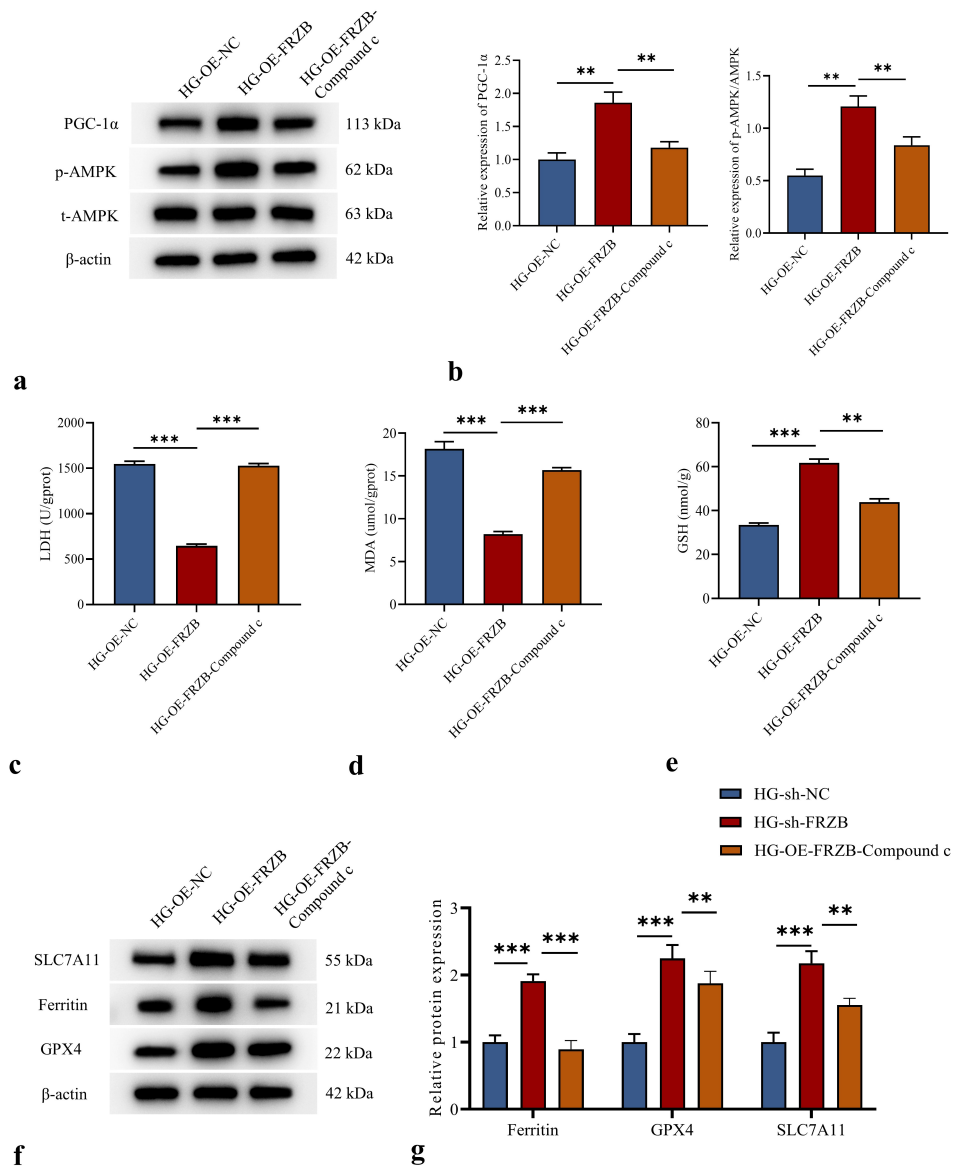 HG-OE-NC
HG-OE-FRZB
HG-OE-FRZB-
Compound c
PGC-1α
113 kDa
p-AMPK
62 kDa
t-AMPK
63 kDa
β-actin
42 kDa
a
Relative expression of PGC-1α
2.5
2.0
1.5
1.0
0.5
0.0
**
**
HG-OE-NC
HG-OE-FRZB
HG-OE-FRZB-Compound c
Relative expression of p-AMPK/AMPK
1.5
1.0
0.5
0.0
**
**
HG-OE-NC
HG-OE-FRZB
HG-OE-FRZB-Compound c
b
LDH (U/gprot)
2000
1500
1000
500
0
***
***
HG-OE-NC
HG-OE-FRZB
HG-OE-FRZB-Compound c
c
MDA (umol/gprot)
20
15
10
5
0
***
***
HG-OE-NC
HG-OE-FRZB
HG-OE-FRZB-Compound c
d
GSH (nmol/g)
80
60
40
20
0
***
**
HG-OE-NC
HG-OE-FRZB
HG-OE-FRZB-Compound c
e
HG-OE-NC
HG-OE-FRZB
HG-OE-FRZB-
Compound c
SLC7A11
55 kDa
Ferritin
21 kDa
GPX4
22 kDa
β-actin
42 kDa
f
HG-sh-NC
HG-sh-FRZB
HG-OE-FRZB-Compound c
Relative protein expression
3
2
1
0
***
***
***
**
***
**
Ferritin
GPX4
SLC7A11
g